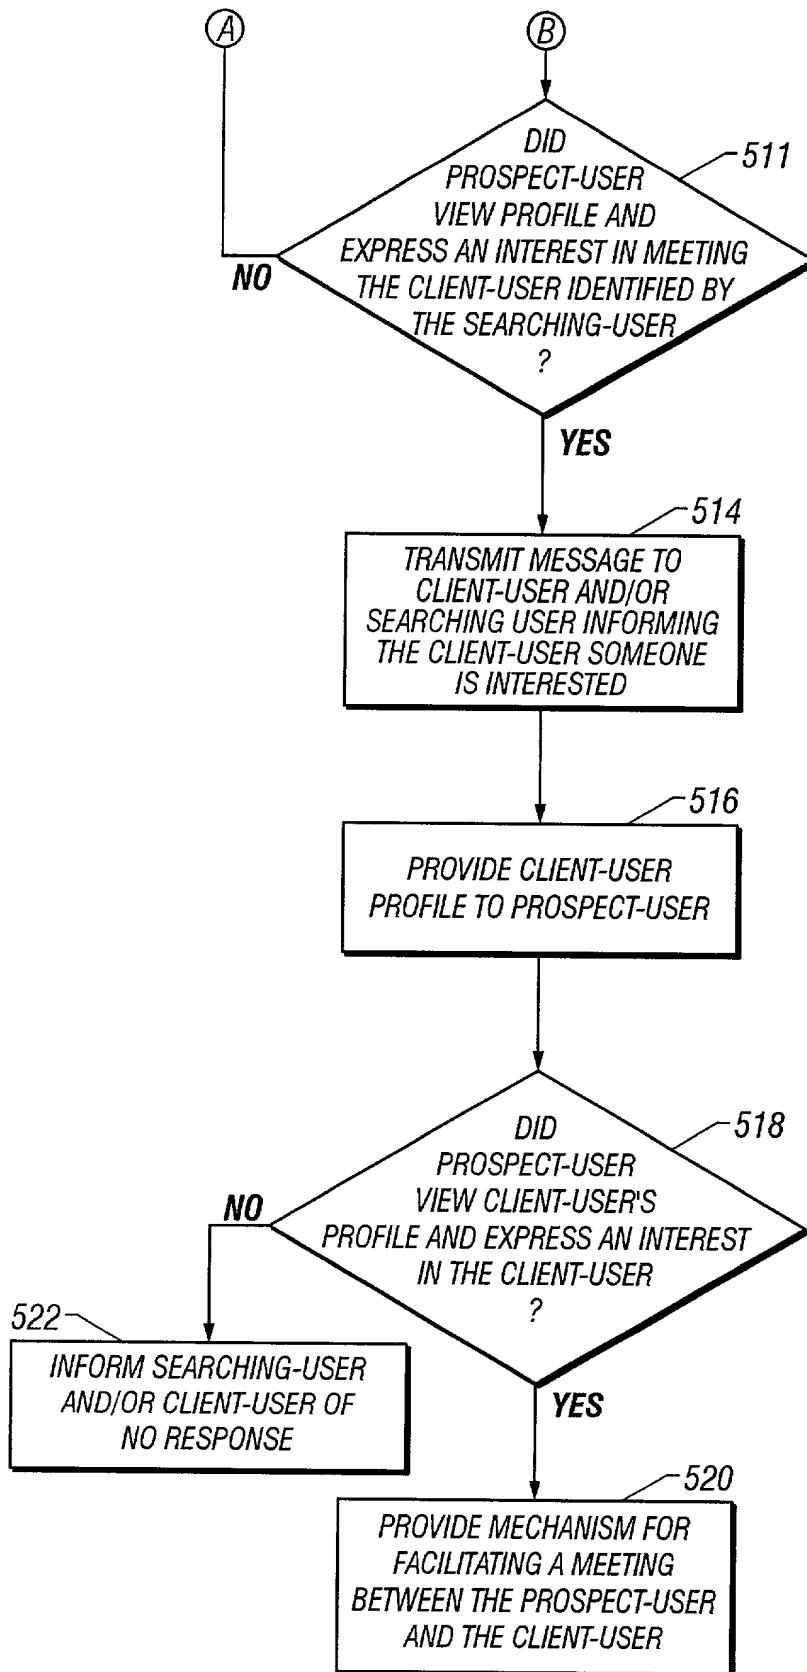 A
B
DID
PROSPECT-USER
VIEW PROFILE AND
EXPRESS AN INTEREST IN MEETING
THE CLIENT-USER IDENTIFIED BY
THE SEARCHING-USER
?
511
NO
YES
514
TRANSMIT MESSAGE TO
CLIENT-USER AND/OR
SEARCHING USER INFORMING
THE CLIENT-USER SOMEONE
IS INTERESTED
516
PROVIDE CLIENT-USER
PROFILE TO PROSPECT-USER
DID
PROSPECT-USER
VIEW CLIENT-USER'S
PROFILE AND EXPRESS AN INTEREST
IN THE CLIENT-USER
?
518
NO
522
INFORM SEARCHING-USER
AND/OR CLIENT-USER OF
NO RESPONSE
YES
520
PROVIDE MECHANISM FOR
FACILITATING A MEETING
BETWEEN THE PROSPECT-USER
AND THE CLIENT-USER